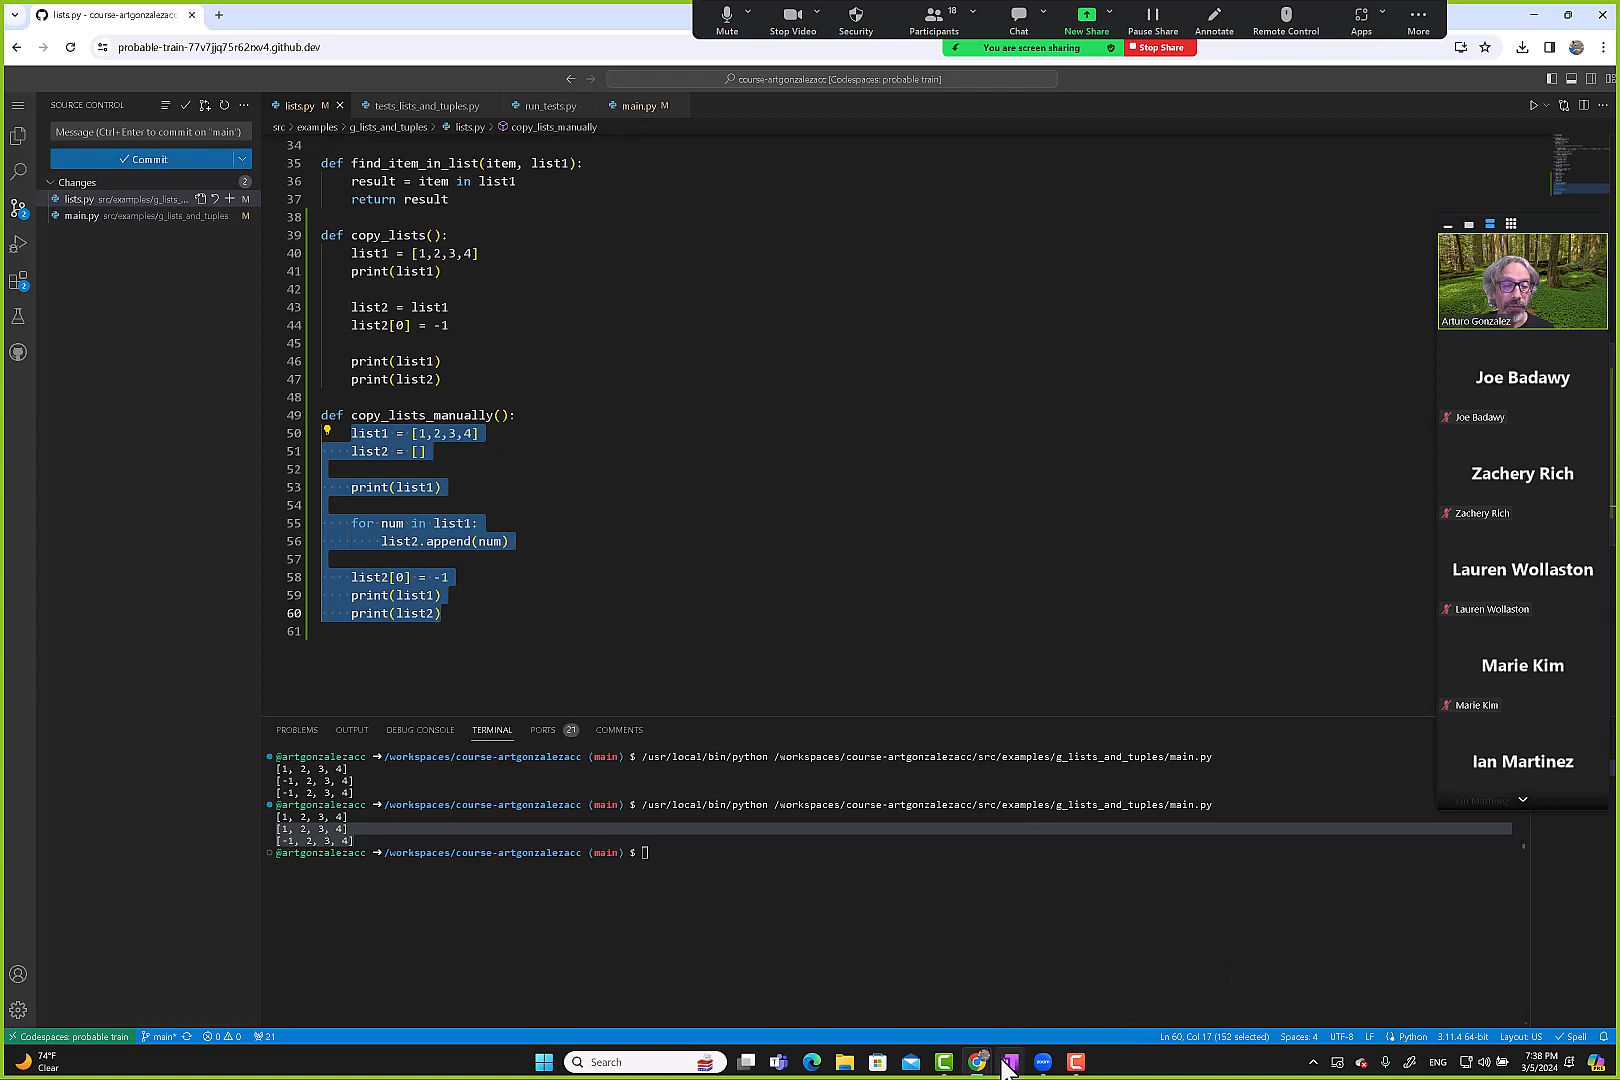 lists.py - course-artgonzalezacc
Mute
Stop Video
Security
Participants
18
Chat
New Share
Pause Share
Annotate
Remote Control
Apps
More
You are screen sharing
Stop Share
probable-train-77v7jjq75r62rxv4.github.dev
course-artgonzalezacc [Codespaces: probable train]
SOURCE CONTROL
Message (Ctrl+Enter to commit on "main")
Commit
Changes
2
lists.py src/examples/g_lists_... M
main.py src/examples/g_lists_and_tuples M
2
2
lists.py M
tests_lists_and_tuples.py
run_tests.py
main.py M
src > examples > g_lists_and_tuples > lists.py > copy_lists_manually
34
35 def find_item_in_list(item, list1):
36 result = item in list1
37 return result
38
39 def copy_lists():
40 list1 = [1,2,3,4]
41 print(list1)
42
43 list2 = list1
44 list2[0] = -1
45
46 print(list1)
47 print(list2)
48
49 def copy_lists_manually():
50 list1 = [1,2,3,4]
51 list2 = []
52
53 print(list1)
54
55 for num in list1:
56 list2.append(num)
57
58 list2[0] = -1
59 print(list1)
60 print(list2)
61
Arturo Gonzalez
Joe Badawy
Joe Badawy
Zachery Rich
Zachery Rich
Lauren Wollaston
Lauren Wollaston
Marie Kim
Marie Kim
Ian Martinez
Ian Martinez
PROBLEMS
OUTPUT
DEBUG CONSOLE
TERMINAL
PORTS 21
COMMENTS
@artgonzalezacc ➜/workspaces/course-artgonzalezacc (main) $ /usr/local/bin/python /workspaces/course-artgonzalezacc/src/examples/g_lists_and_tuples/main.py
[1, 2, 3, 4]
[-1, 2, 3, 4]
[-1, 2, 3, 4]
@artgonzalezacc ➜/workspaces/course-artgonzalezacc (main) $ /usr/local/bin/python /workspaces/course-artgonzalezacc/src/examples/g_lists_and_tuples/main.py
[1, 2, 3, 4]
[1, 2, 3, 4]
[-1, 2, 3, 4]
@artgonzalezacc ➜/workspaces/course-artgonzalezacc (main) $
Codespaces: probable train
main*
0 0
21
Ln 60, Col 17 (152 selected)
Spaces: 4
UTF-8
LF
Python
3.11.4 64-bit
Layout: US
Spell
74°F
Clear
Search
zoom
ENG
7:38 PM
3/5/2024